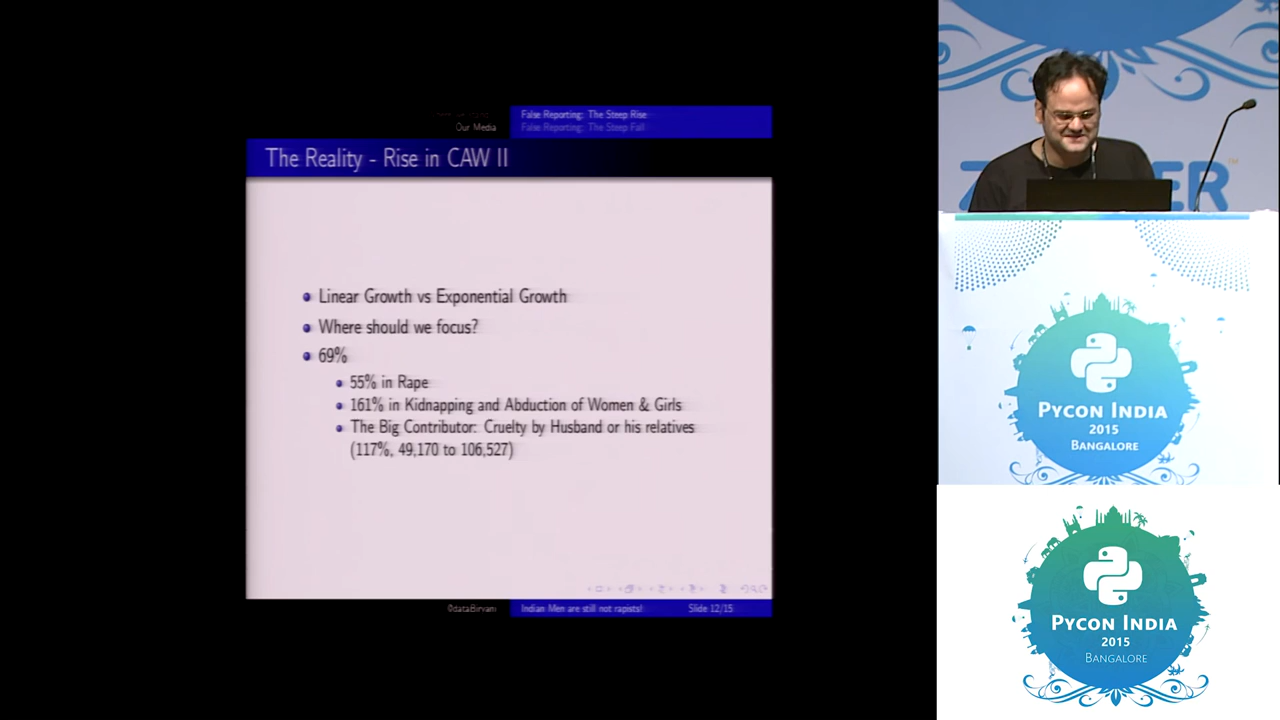 Our Media
False Reporting: The Steep Rise
False Reporting: The Steep Fall
The Reality - Rise in CAW II
Linear Growth vs Exponential Growth
Where should we focus?
69%
55% in Rape
161% in Kidnapping and Abduction of Women & Girls
The Big Contributor: Cruelty by Husband or his relatives
(117%, 49,170 to 106,527)
©dataBirvani
Indian Men are still not rapists!
Slide 12/15
ER
PYCON INDIA
2015
BANGALORE
PYCON INDIA
2015
BANGALORE